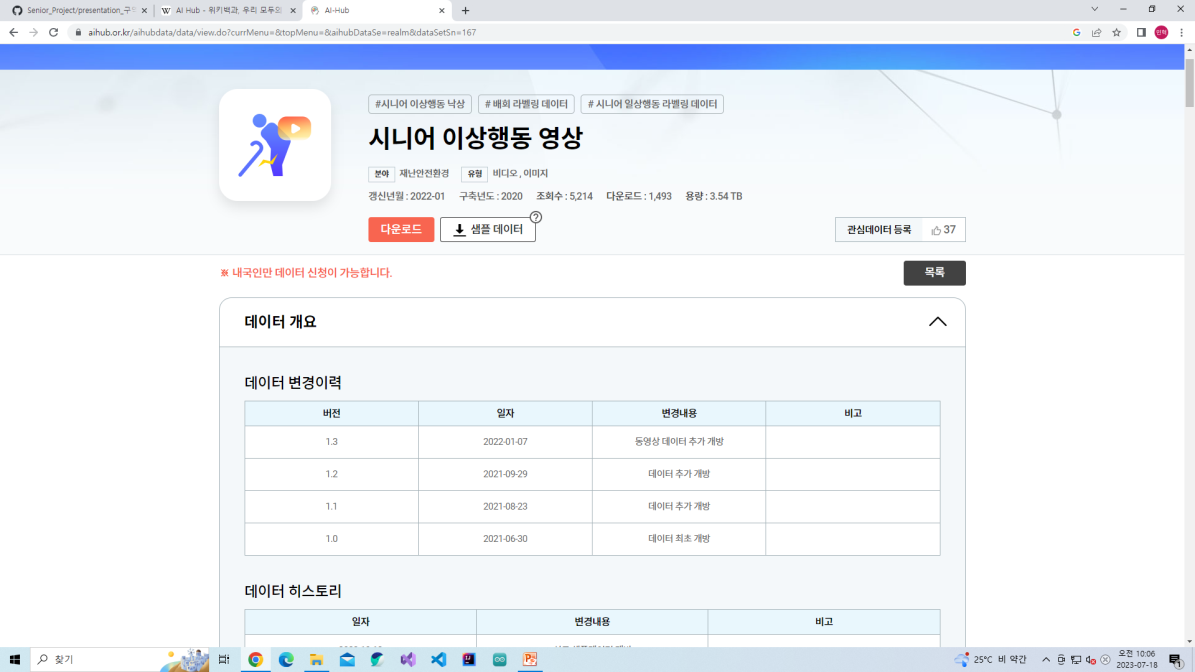 Senior_Project/presentation_구
AI Hub - 위키백과, 우리 모두의
AI-Hub
aihub.or.kr/aihubdata/data/view.do?currMenu=&topMenu=&aihubDataSe=realm&dataSetSn=167
#시니어 이상행동 낙상 # 배회 라벨링 데이터 # 시니어 일상행동 라벨링 데이터
시니어 이상행동 영상
분야 재난안전환경 유형 비디오 , 이미지
갱신년월 : 2022-01 구축년도 : 2020 조회수 : 5,214 다운로드 : 1,493 용량 : 3.54 TB
다운로드 샘플 데이터 ? 관심데이터 등록 37
※ 내국인만 데이터 신청이 가능합니다. 목록
데이터 개요
데이터 변경이력
버전 일자 변경내용 비고
1.3 2022-01-07 동영상 데이터 추가 개방
1.2 2021-09-29 데이터 추가 개방
1.1 2021-08-23 데이터 추가 개방
1.0 2021-06-30 데이터 최초 개방
데이터 히스토리
일자 변경내용 비고
찾기
25°C 비 약간
오전 10:06
2023-07-18